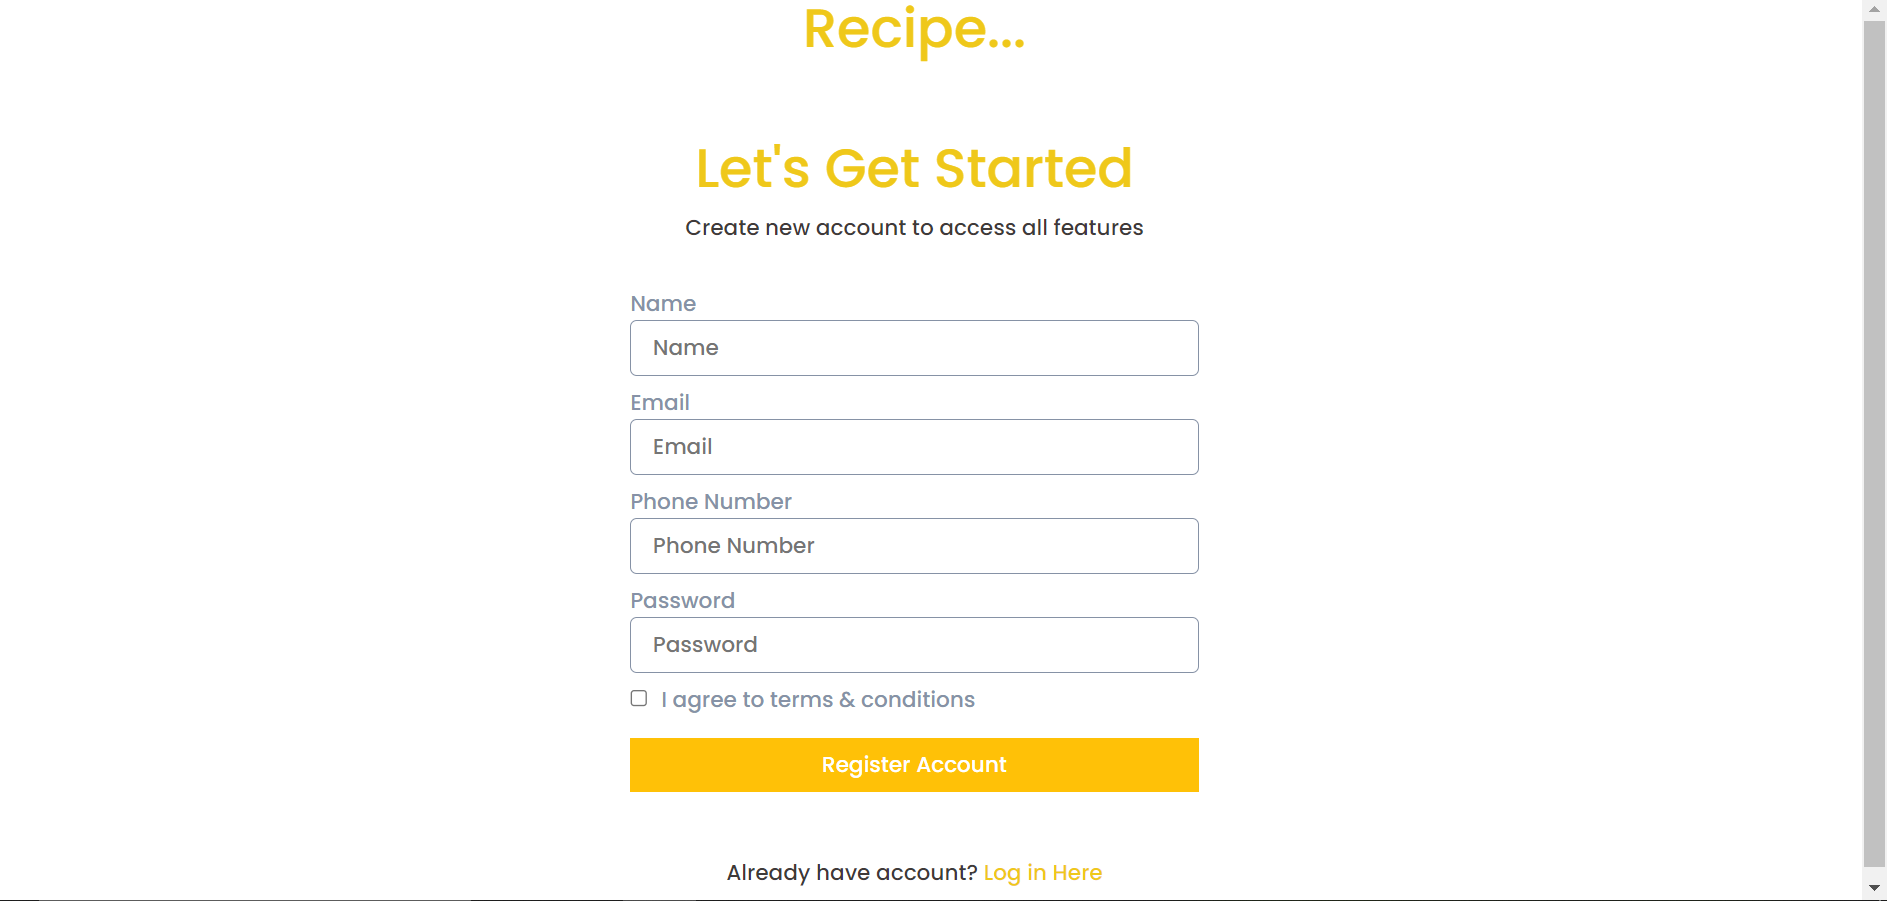 Recipe...
Let's Get Started
Create new account to access all features
Name
Name
Email
Email
Phone Number
Phone Number
Password
Password
I agree to terms & conditions
Register Account
Already have account? Log in Here